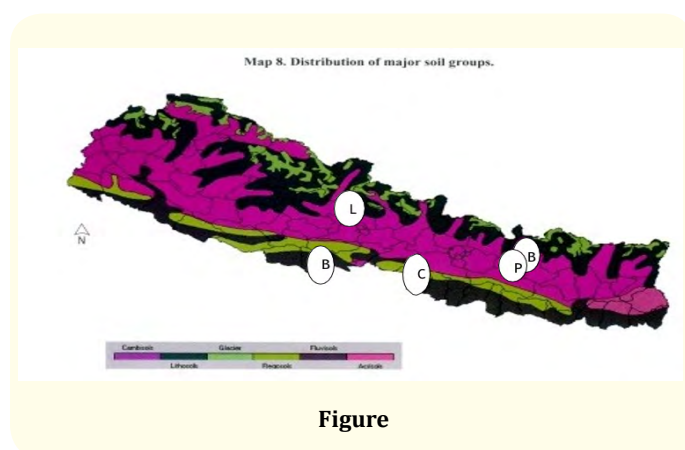 Map 8. Distribution of major soil groups.
L
B
B
P
C
N
Cambisols Glacier Fluvisols
Lithosols Regosols Acrisols
Figure